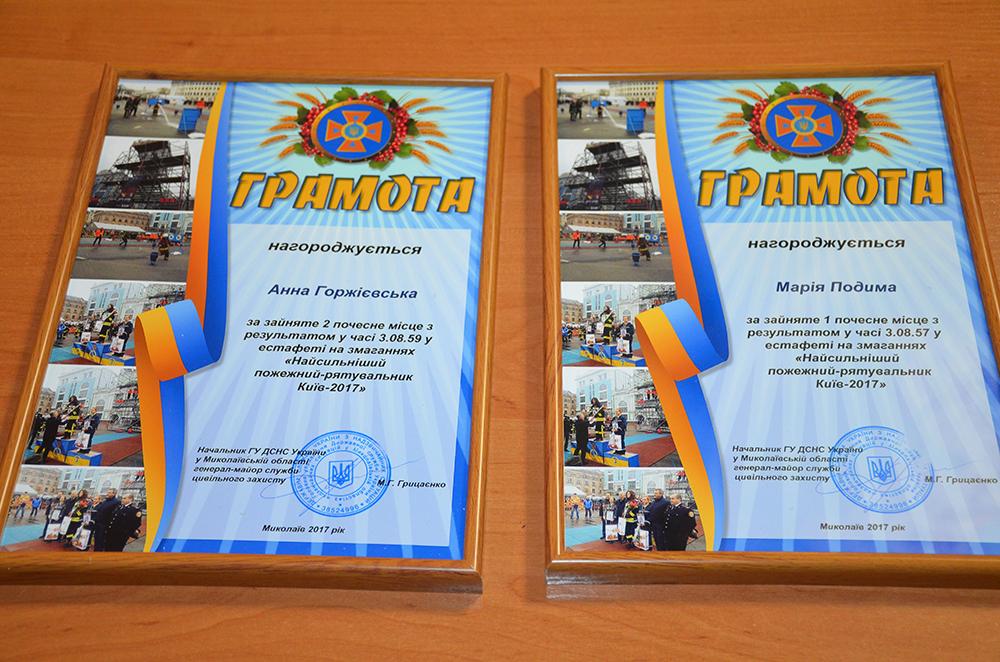 ГРАМОТА
нагороджується
Анна Горжієвська
за зайняте 2 почесне місце з
результатом у часі 3.08.59 у
естафеті на змаганнях
«Найсильніший
пожежний-рятувальник
Київ-2017»
Начальник ГУ ДСНС України
у Миколаївській області
генерал-майор служби
цивільного захисту
М.Г. Грицаєнко
38524996
Миколаїв 2017 рік
ГРАМОТА
нагороджується
Марія Подима
за зайняте 1 почесне місце з
результатом у часі 3.08.57 у
естафеті на змаганнях
«Найсильніший
пожежний-рятувальник
Київ-2017»
Начальник ГУ ДСНС України
у Миколаївській області
генерал-майор служби
цивільного захисту
М.Г. Грицаєнко
38524996
Миколаїв 2017 рік